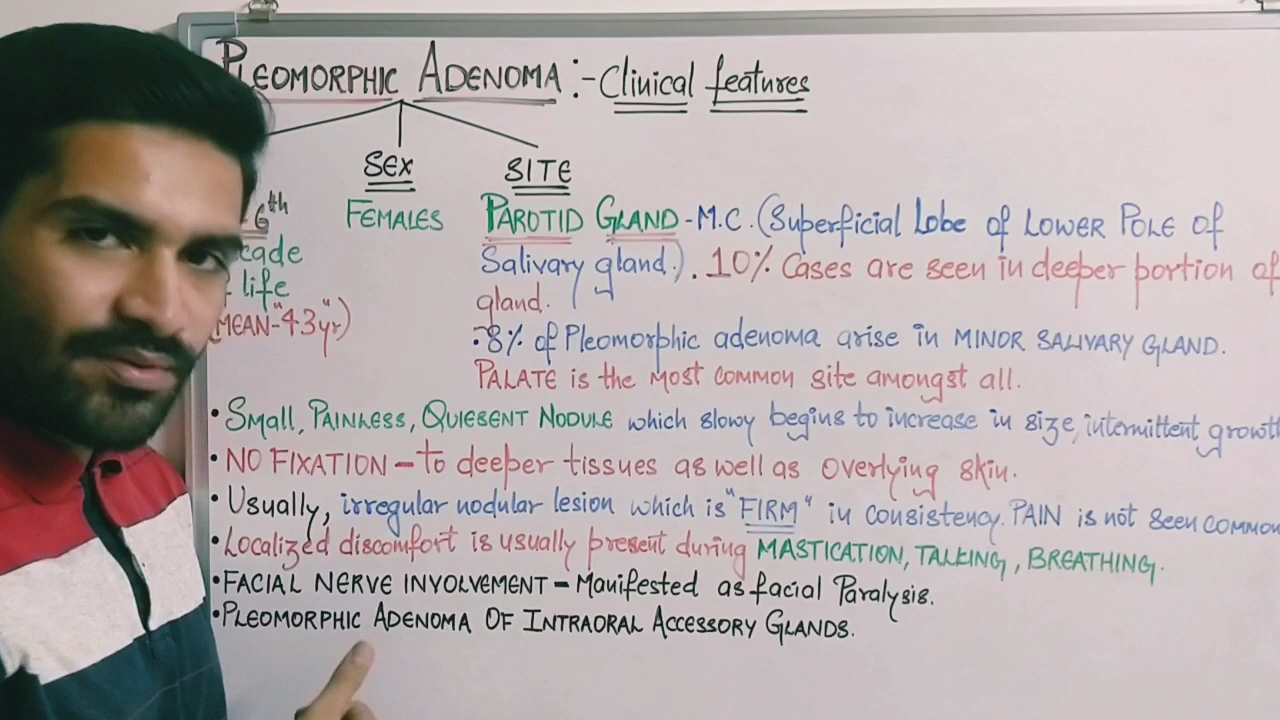 PLEOMORPHIC ADENOMA :- Clinical features
SEX SITE
6th FEMALES PAROTID GLAND - M.C. (Superficial Lobe of LOWER POLE of
cade Salivary gland.). 10% Cases are seen in deeper portion of
life gland.
(MEAN-"43yr") :8% of Pleomorphic adenoma arise in MINOR SALIVARY GLAND.
PALATE is the most common site amongst all.
• Small, PAINLESS, QUIESENT NODULE which slowy begins to increase in size, intermittent growth
• NO FIXATION - to deeper tissues as well as overlying skin.
• Usually, irregular nodular lesion which is "FIRM" in consistency. PAIN is not seen common
• Localized discomfort is usually present during MASTICATION, TALKING, BREATHING.
• FACIAL NERVE INVOLVEMENT - Manifested as facial Paralysis.
• PLEOMORPHIC ADENOMA OF INTRAORAL ACCESSORY GLANDS.